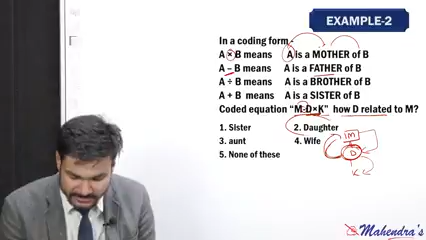 EXAMPLE-2
In a coding form -
A × B means A is a MOTHER of B
A – B means A is a FATHER of B
A ÷ B means A is a BROTHER of B
A + B means A is a SISTER of B
Coded equation “M-D×K” how D related to M?
1. Sister 2. Daughter
3. aunt 4. Wife
5. None of these
M
D
K
Mahendra's